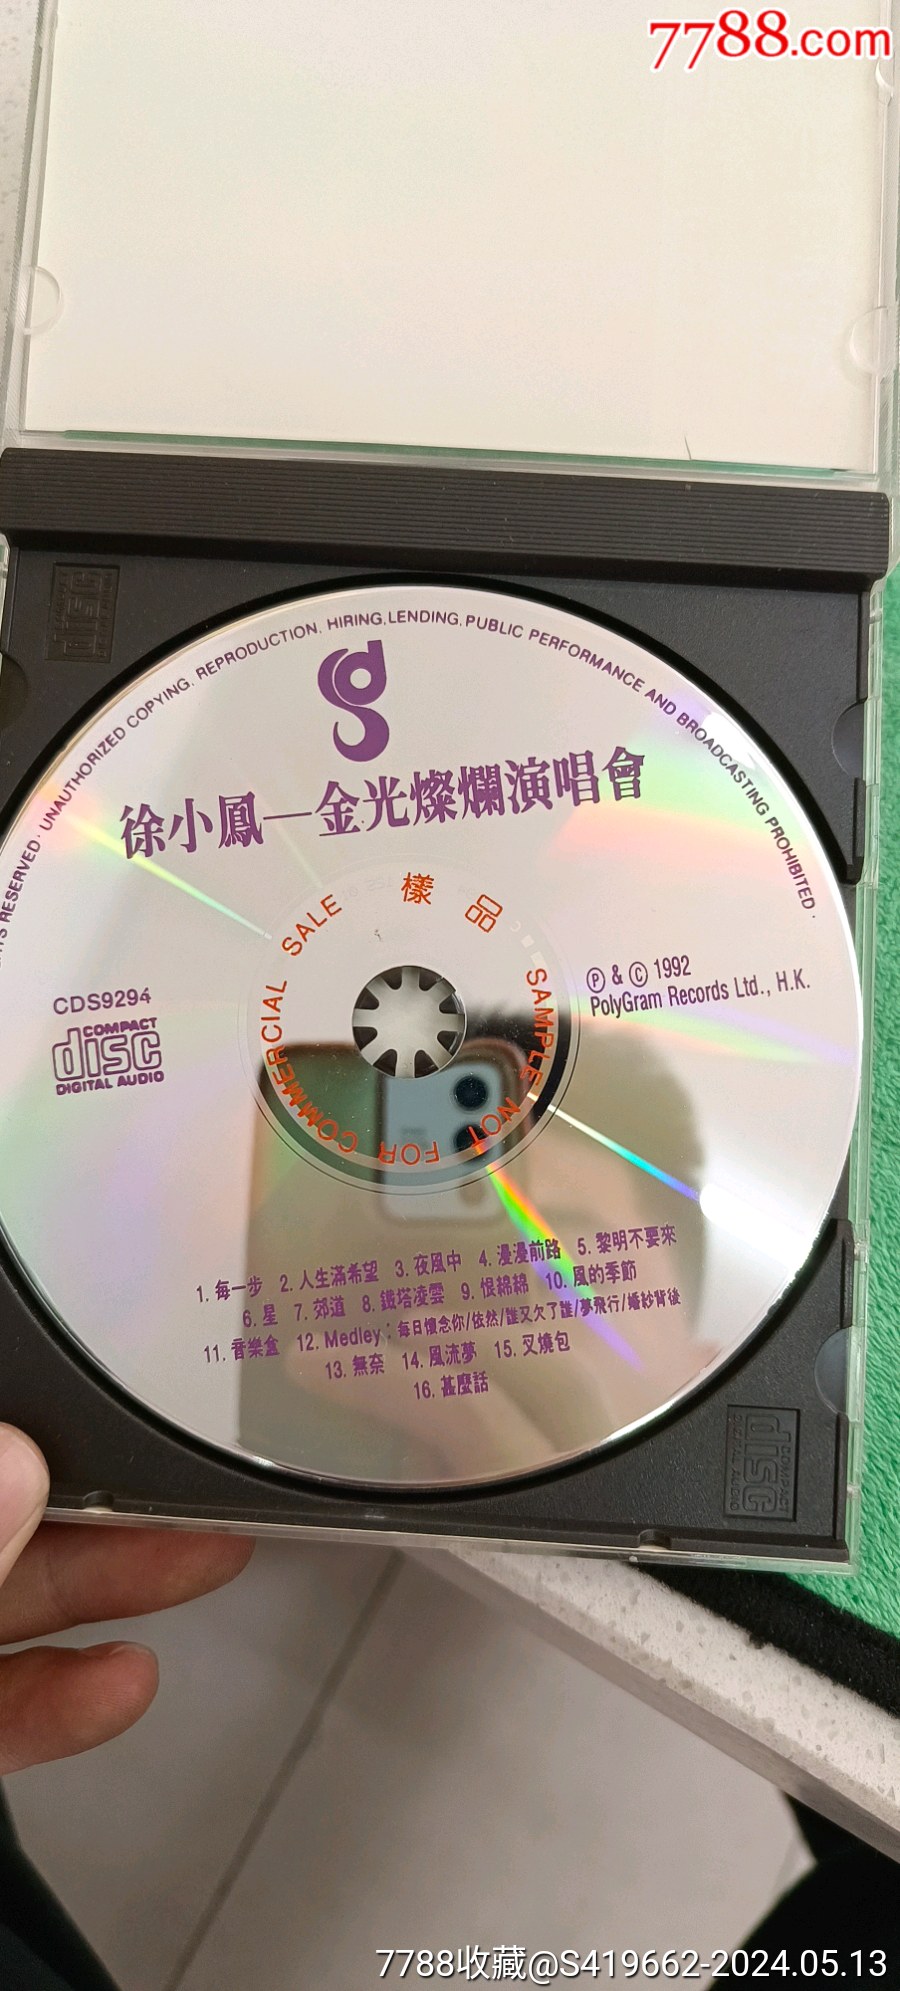 7788.com
UNAUTHORIZED COPYING, REPRODUCTION, HIRING, LENDING, PUBLIC PERFORMANCE AND BROADCASTING PROHIBITED ·
RESERVED ·
徐小鳳—金光燦爛演唱會
樣品
SAMPLE NOT FOR COMMERCIAL SALE
CDS9294
COMPACT
disc
DIGITAL AUDIO
Ⓟ & Ⓒ 1992
PolyGram Records Ltd., H.K.
1. 每一步 2. 人生滿希望 3. 夜風中 4. 漫漫前路 5. 黎明不要來
6. 星 7. 郊道 8. 鐵塔凌雲 9. 恨綿綿 10. 風的季節
11. 音樂盒 12. Medley：每日懷念你/依然/誰又欠了誰/夢飛行/婚紗背後
13. 無奈 14. 風流夢 15. 叉燒包
16. 甚麼話
COMPACT
disc
DIGITAL AUDIO
7788收藏@S419662-2024.05.13